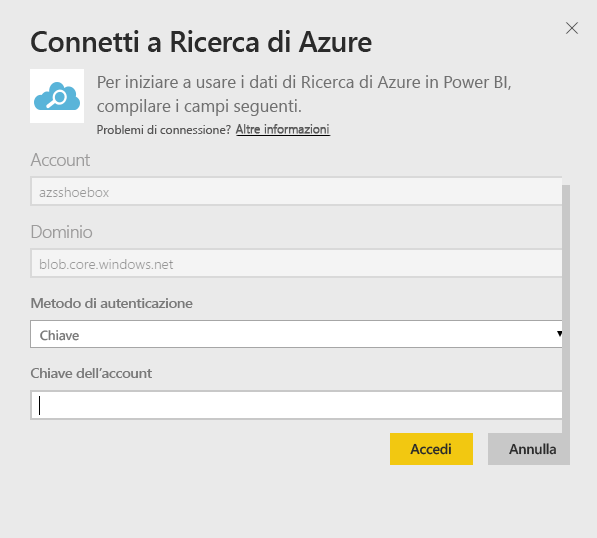 Connetti a Ricerca di Azure
Per iniziare a usare i dati di Ricerca di Azure in Power BI,
compilare i campi seguenti.
Problemi di connessione? Altre informazioni
Account
azsshoebox
Dominio
blob.core.windows.net
Metodo di autenticazione
Chiave
Chiave dell'account
Accedi Annulla